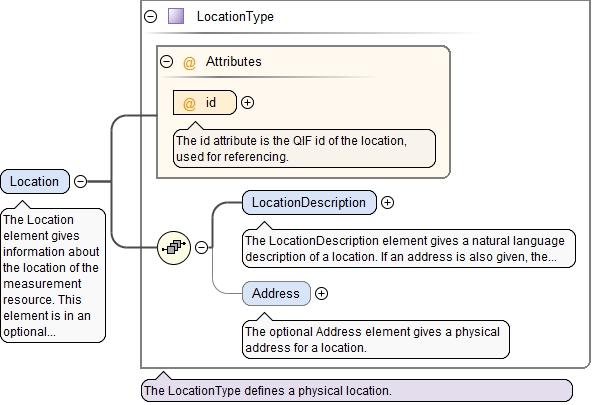 LocationType
@ Attributes
@ id
The id attribute is the QIF id of the location,
used for referencing.
Location
The Location
element gives
information about
the location of the
measurement
resource. This
element is in an
optional...
LocationDescription
The LocationDescription element gives a natural language
description of a location. If an address is also given, the...
Address
The optional Address element gives a physical
address for a location.
The LocationType defines a physical location.